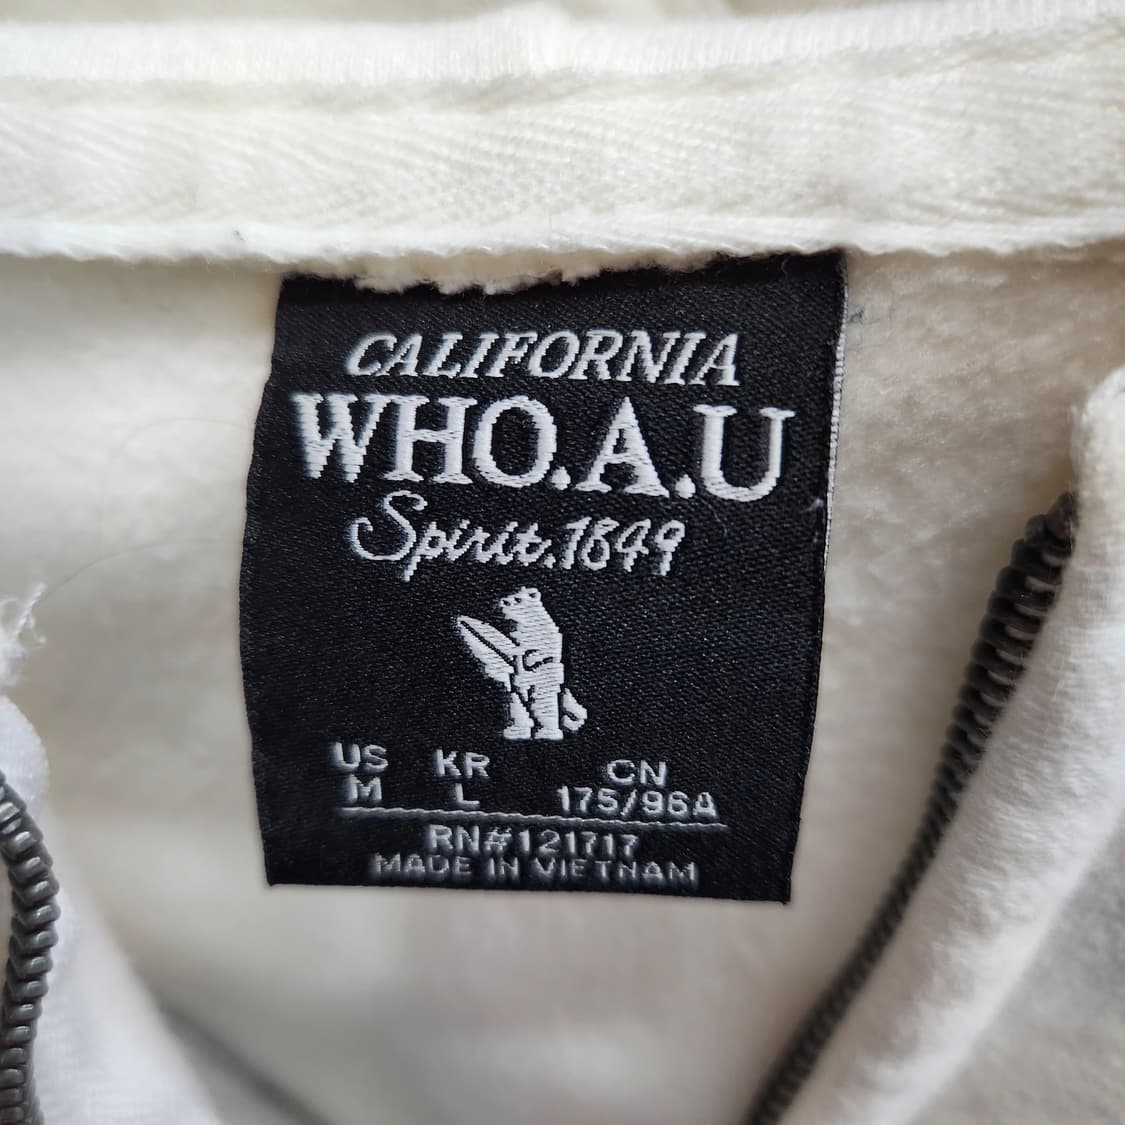 CALIFORNIA
WHO.A.U
Spirit.1849
US KR CN
M L 175/96A
RN#121717
MADE IN VIETNAM